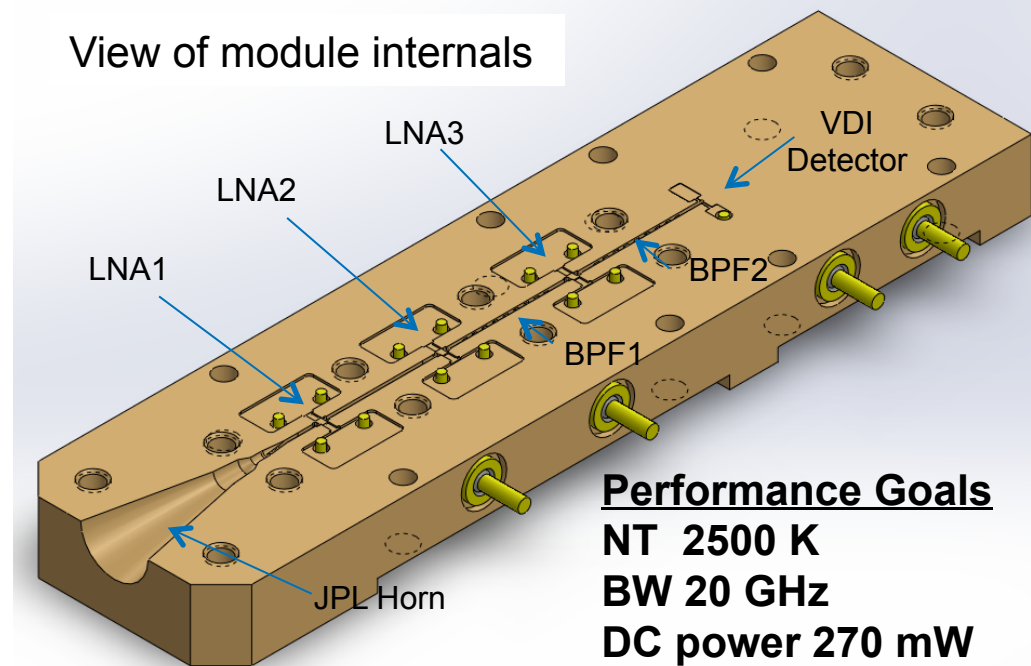 View of module internals
LNA3
VDI
Detector
LNA2
LNA1
BPF2
BPF1
JPL Horn
Performance Goals
NT 2500 K
BW 20 GHz
DC power 270 mW